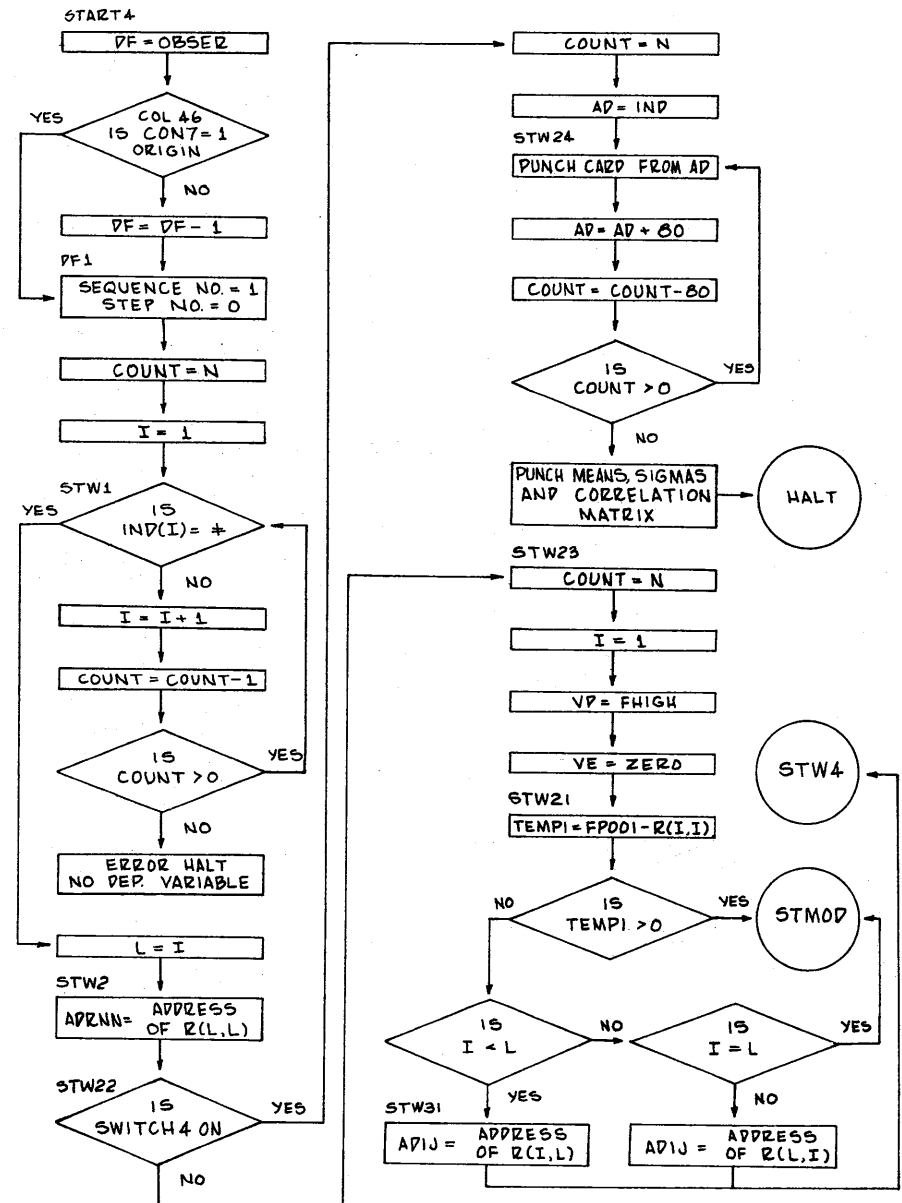 START4
DF = OBSER
COL 46
IS CON7 = 1
ORIGIN
YES
NO
DF = DF - 1
DF1
SEQUENCE NO. = 1
STEP NO. = 0
COUNT = N
I = 1
STW1
IS
IND(I) = ‡
YES
NO
I = I + 1
COUNT = COUNT-1
IS
COUNT > 0
YES
NO
ERROR HALT
NO DEP. VARIABLE
L = I
STW2
ADRNN = ADDRESS
OF R(L,L)
STW22
IS
SWITCH 4 ON
YES
NO
COUNT = N
AD = IND
STW24
PUNCH CARD FROM AD
AD = AD + 80
COUNT = COUNT-80
IS
COUNT > 0
YES
NO
PUNCH MEANS, SIGMAS
AND CORRELATION
MATRIX
HALT
STW23
COUNT = N
I = 1
VP = FHIGH
VE = ZERO
STW4
STW21
TEMP1 = FP001-R(I,I)
IS
TEMP1 > 0
NO
YES
STMOD
IS
I < L
NO
IS
I = L
YES
YES
NO
STW31
ADIJ = ADDRESS
OF R(I,L)
ADIJ = ADDRESS
OF R(L,I)